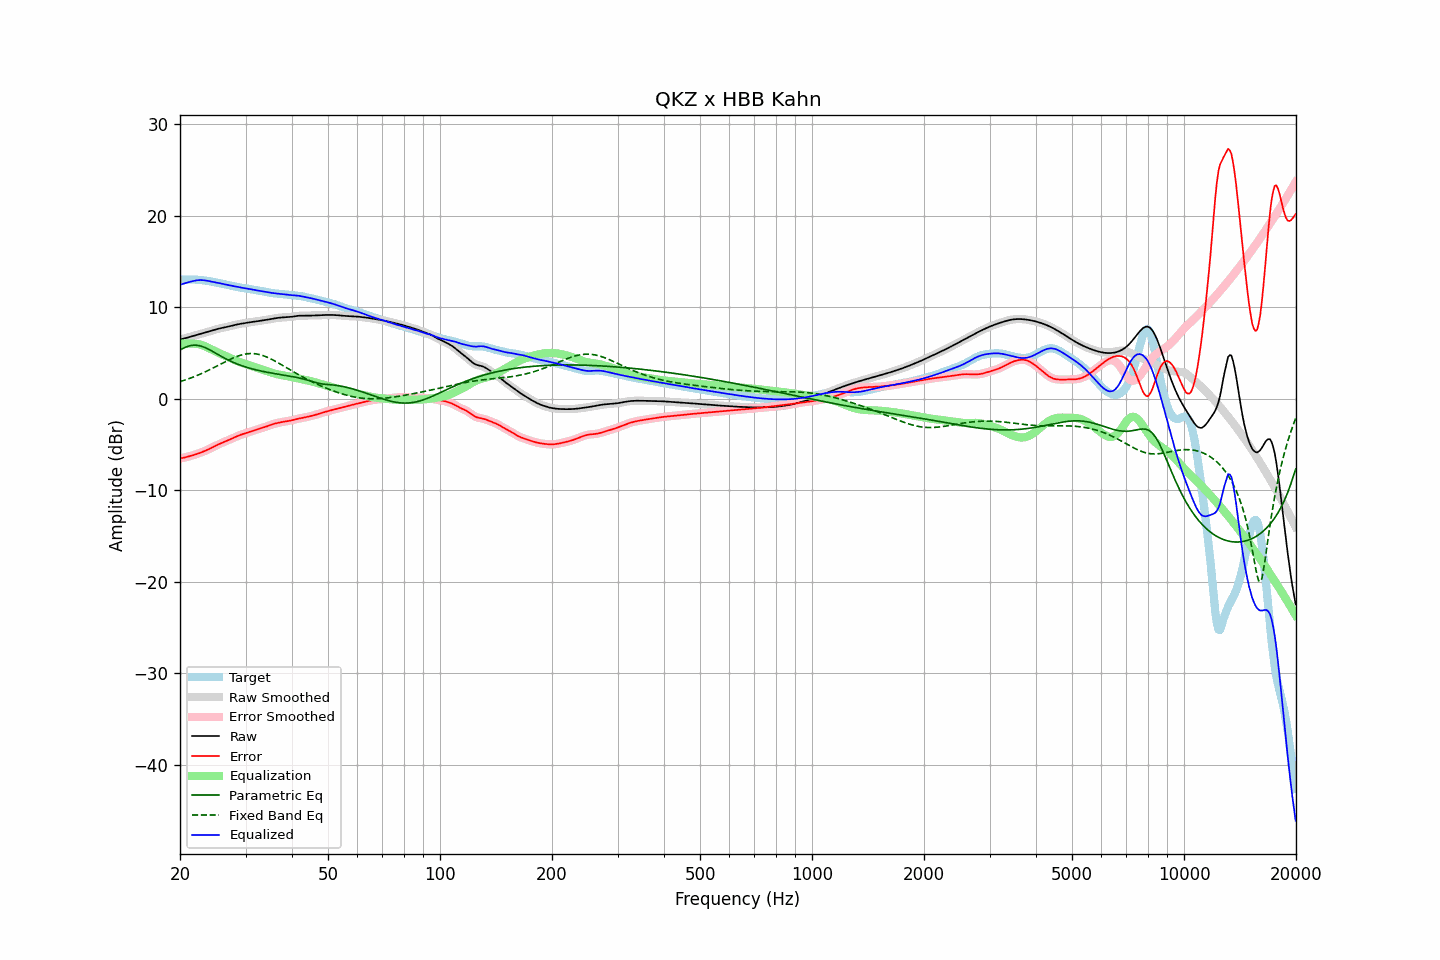 QKZ x HBB Kahn
30
20
10
0
−10
−20
−30
−40
Amplitude (dBr)
Target
Raw Smoothed
Error Smoothed
Raw
Error
Equalization
Parametric Eq
Fixed Band Eq
Equalized
20 50 100 200 500 1000 2000 5000 10000 20000
Frequency (Hz)